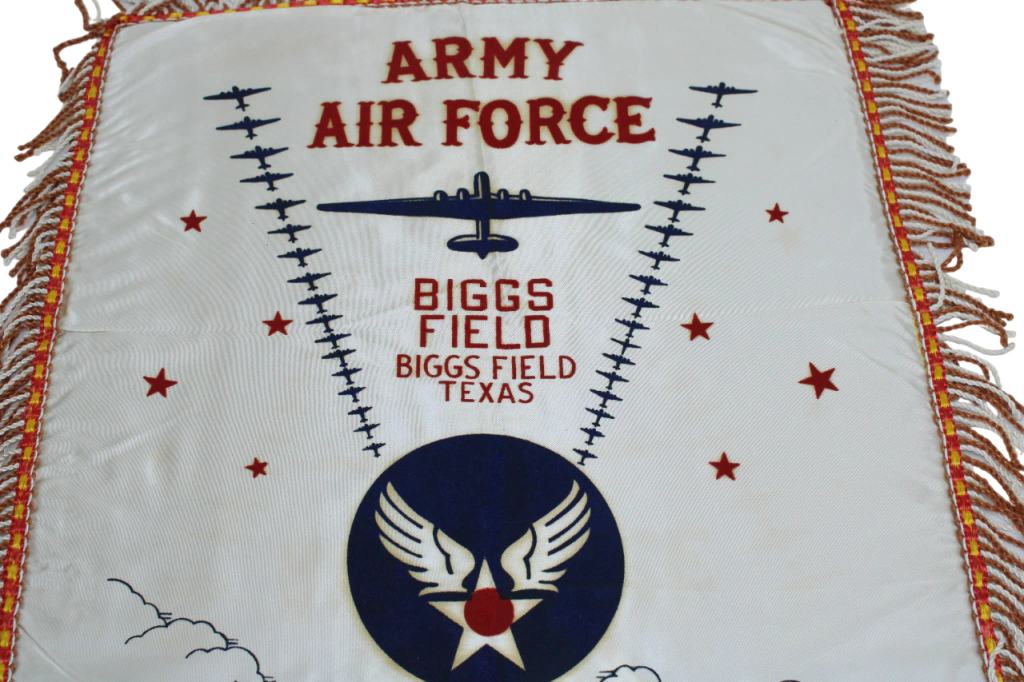 ARMY
AIR FORCE
BIGGS
FIELD
BIGGS FIELD
TEXAS